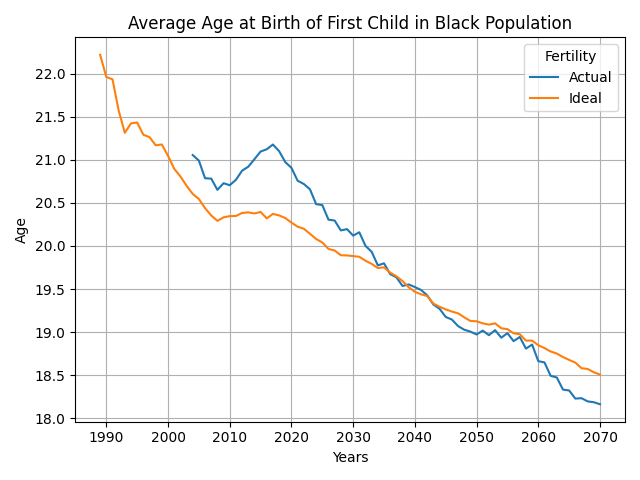 Average Age at Birth of First Child in Black Population
Fertility
Actual
Ideal
22.0
21.5
21.0
20.5
20.0
19.5
19.0
18.5
18.0
Age
1990 2000 2010 2020 2030 2040 2050 2060 2070
Years